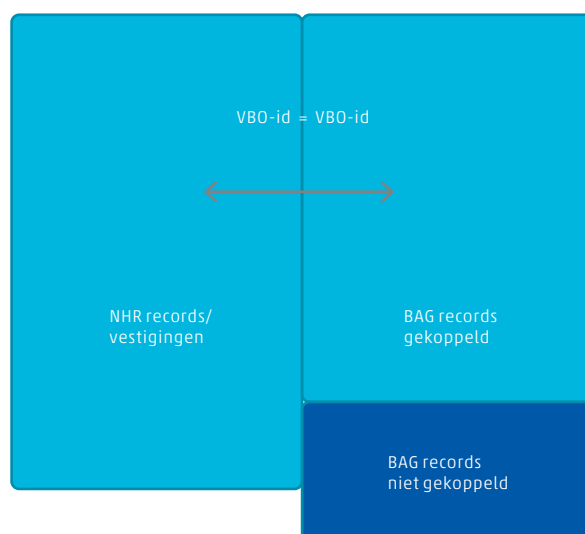 VBO-id = VBO-id
NHR records/
vestigingen
BAG records
gekoppeld
BAG records
niet gekoppeld